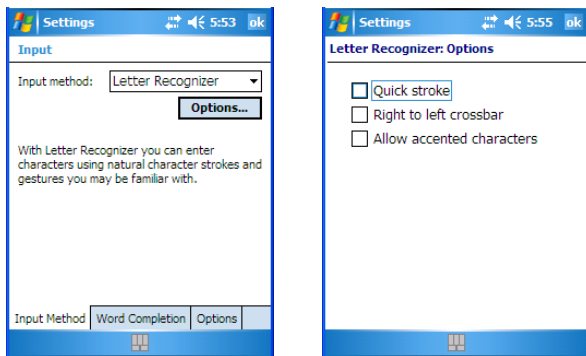 Settings 5:53 ok
Input
Input method: Letter Recognizer
Options...
With Letter Recognizer you can enter
characters using natural character strokes and
gestures you may be familiar with.
Input Method Word Completion Options
Settings 5:55 ok
Letter Recognizer: Options
Quick stroke
Right to left crossbar
Allow accented characters